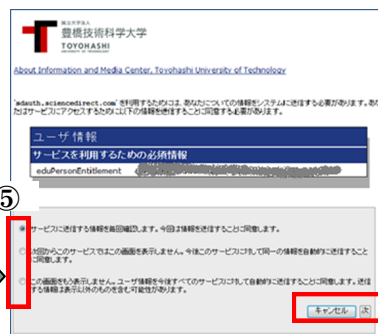 国立大学法人
豊橋技術科学大学
TOYOHASHI
About Information and Media Center, Toyohashi University of Technology
'sdauth.sciencedirect.com' を利用するためには、あなたについての情報をシステムに送信する必要があります。あな
たはサービスにアクセスするために以下の情報を送信することに同意する必要があります。
ユーザ情報
サービスを利用するための必須情報
eduPersonEntitlement
⑤
サービスに送信する情報を毎回確認します。今回は情報を送信することに同意します。
次回からこのサービスではこの画面を表示しません。今後このサービスに対して同一の情報を自動的に送信すること
に同意します。
この画面をもう表示しません。ユーザ情報を今後すべてのサービスに対して自動的に送信することに同意します。送信
する情報は表示以外のものを含む可能性があります。
キャンセル
次